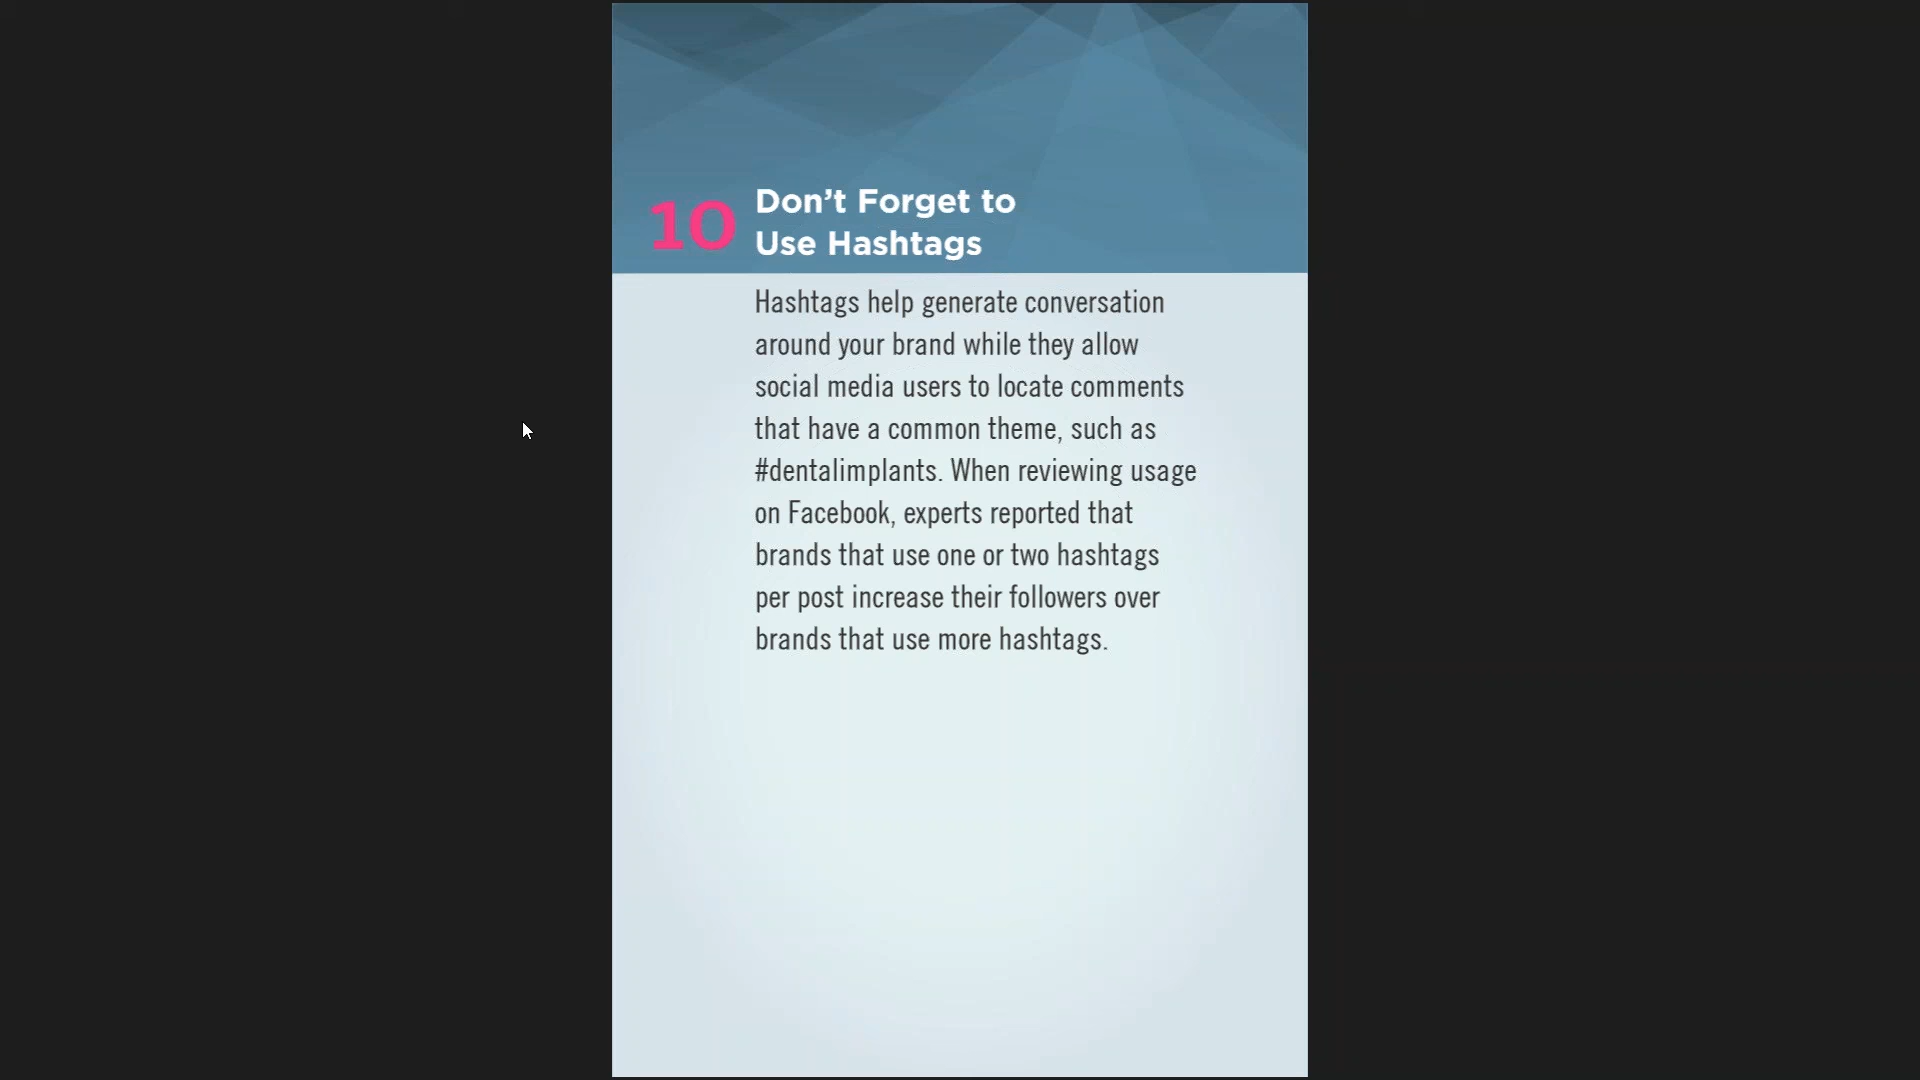 10
Don’t Forget to
Use Hashtags
Hashtags help generate conversation
around your brand while they allow
social media users to locate comments
that have a common theme, such as
#dentalimplants. When reviewing usage
on Facebook, experts reported that
brands that use one or two hashtags
per post increase their followers over
brands that use more hashtags.